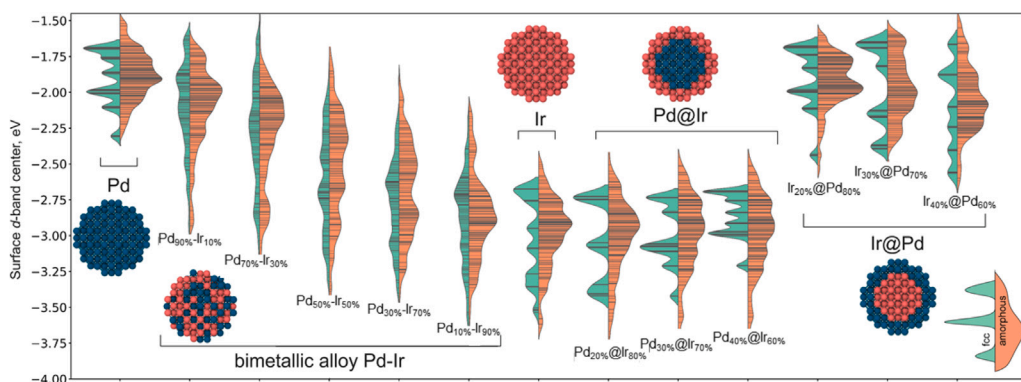 Surface d-band center, eV
−1.50
−1.75
−2.00
−2.25
−2.50
−2.75
−3.00
−3.25
−3.50
−3.75
−4.00
Pd
Pd90%-Ir10%
Pd70%-Ir30%
Pd50%-Ir50%
Pd30%-Ir70%
Pd10%-Ir90%
bimetallic alloy Pd-Ir
Ir
Pd@Ir
Pd20%@Ir80%
Pd30%@Ir70%
Pd40%@Ir60%
Ir20%@Pd80%
Ir30%@Pd70%
Ir40%@Pd60%
Ir@Pd
fcc
amorphous